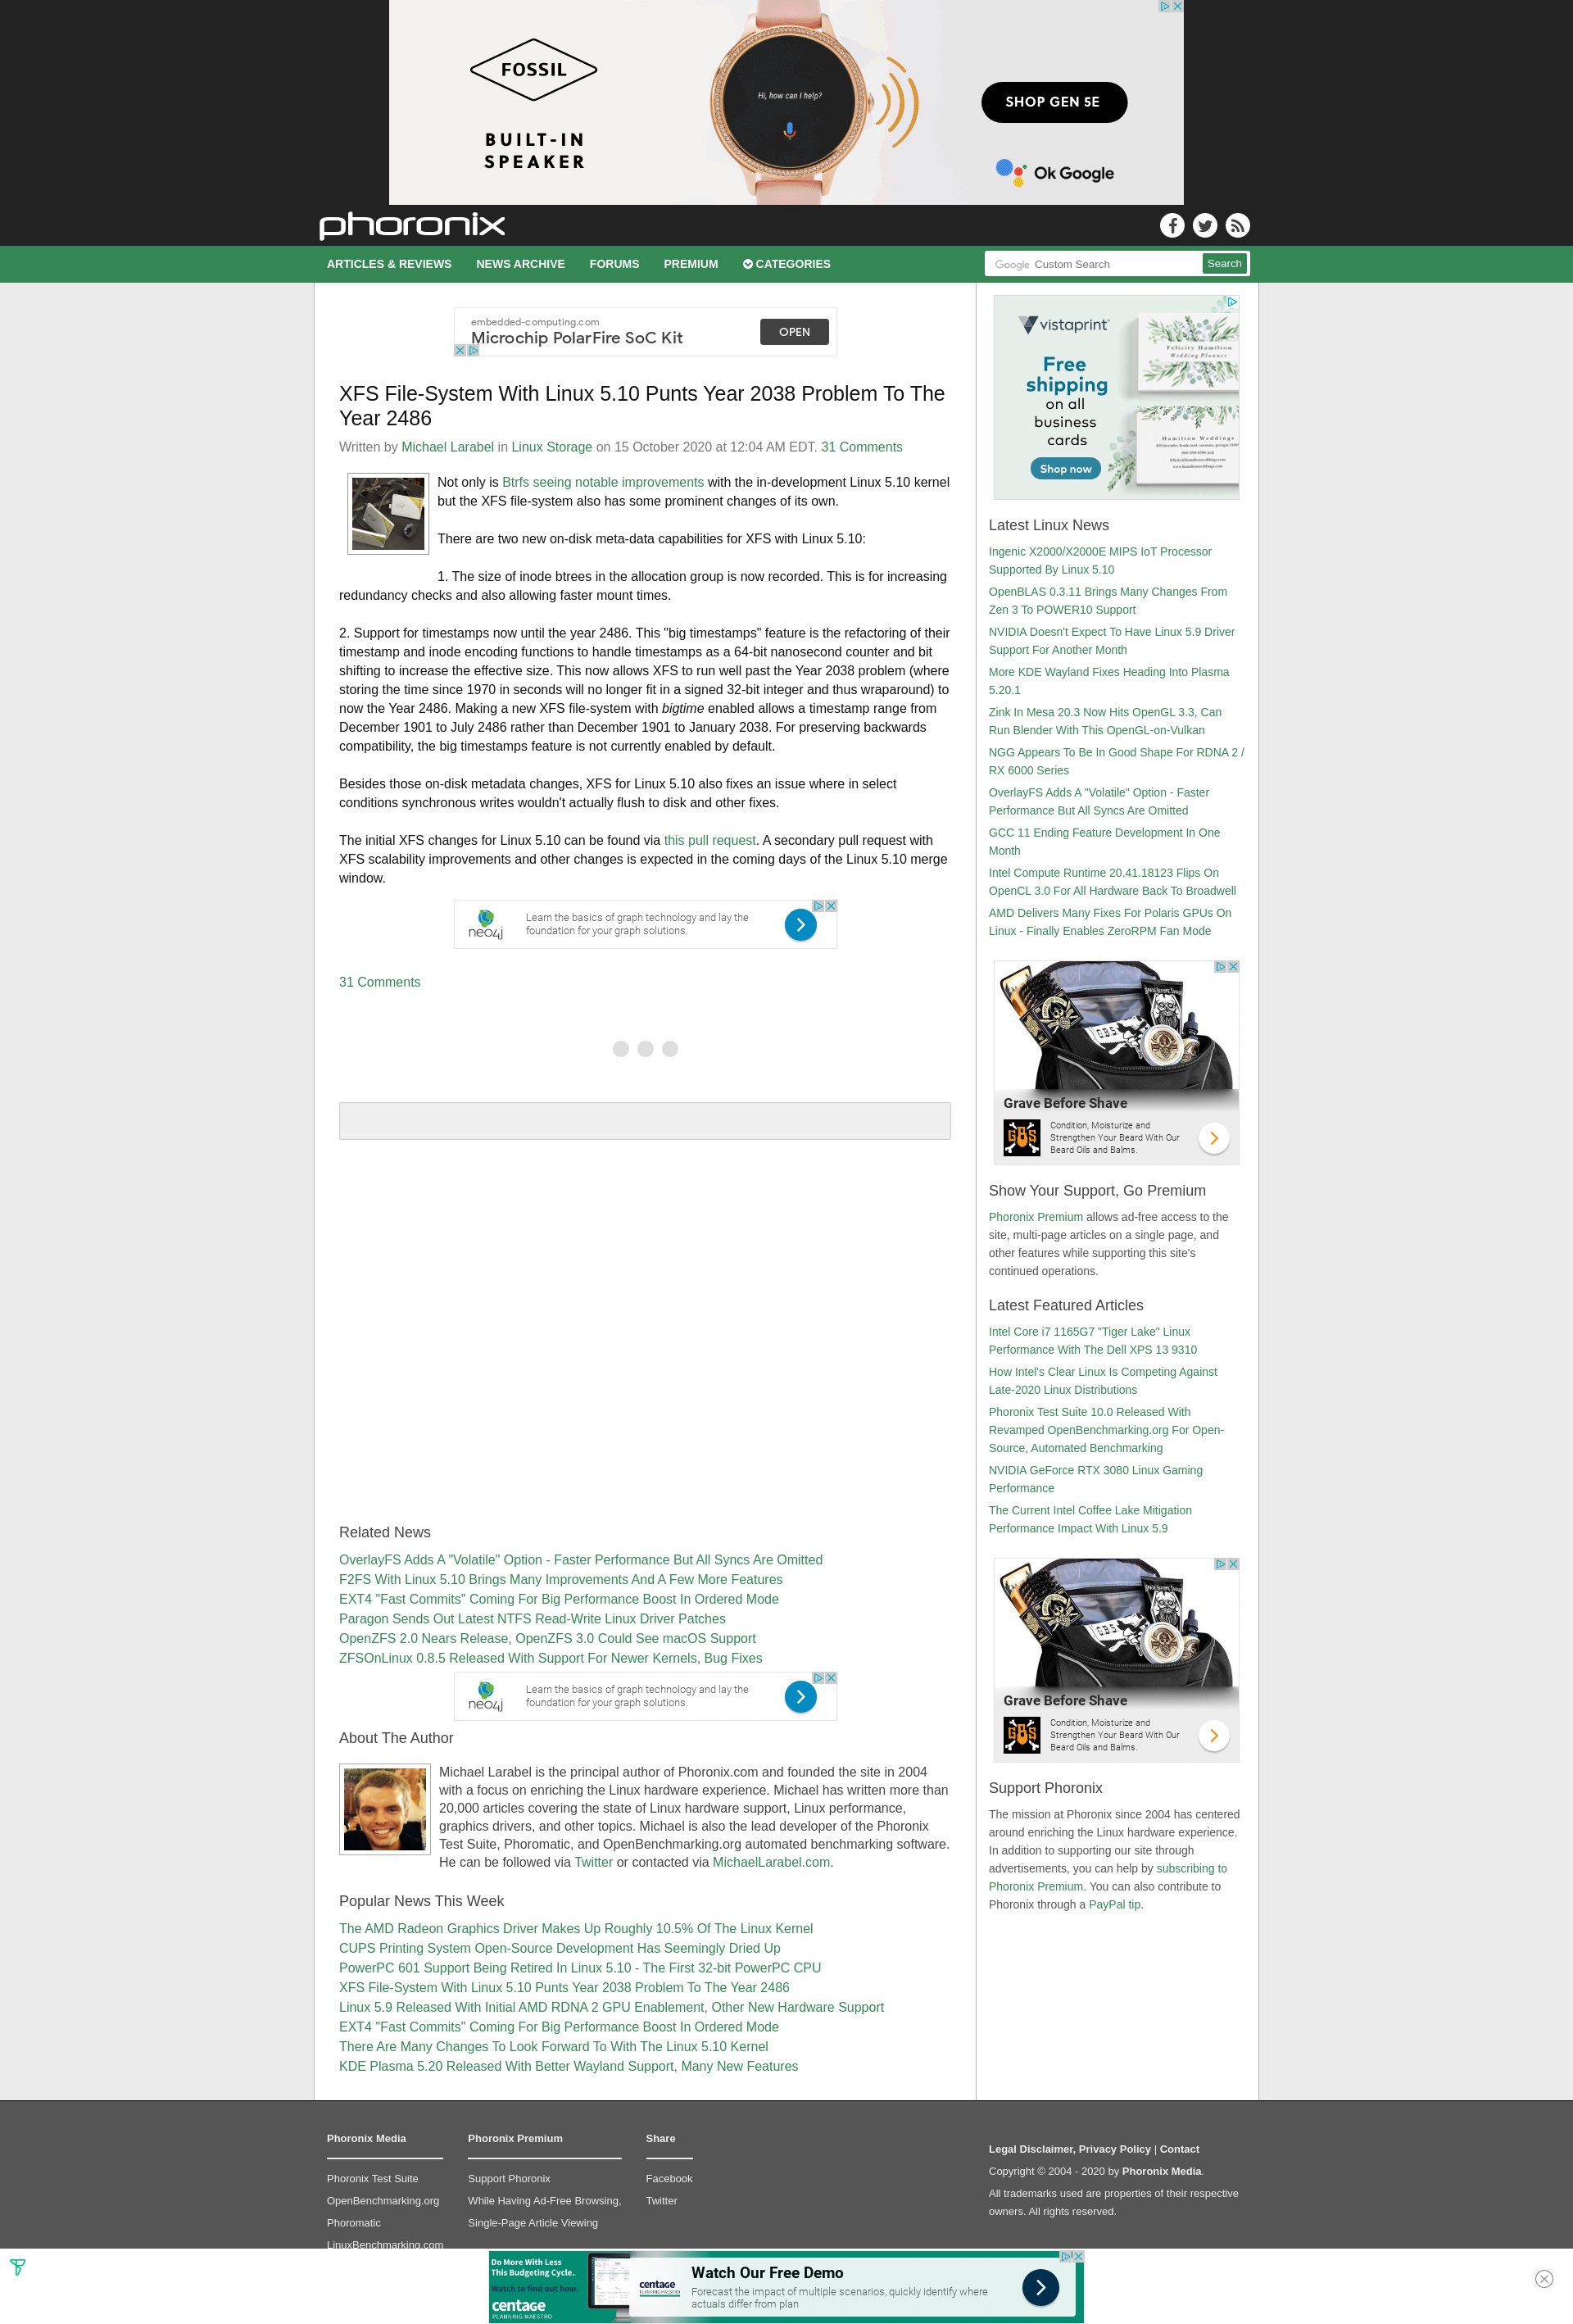 FOSSIL
BUILT-IN
SPEAKER
Hi, how can I help?
SHOP GEN 5E
Ok Google
phoronix
ARTICLES & REVIEWS NEWS ARCHIVE FORUMS PREMIUM CATEGORIES
Google Custom Search Search
embedded-computing.com
Microchip PolarFire SoC Kit
OPEN
XFS File-System With Linux 5.10 Punts Year 2038 Problem To The
Year 2486
Written by Michael Larabel in Linux Storage on 15 October 2020 at 12:04 AM EDT. 31 Comments
Not only is Btrfs seeing notable improvements with the in-development Linux 5.10 kernel
but the XFS file-system also has some prominent changes of its own.
There are two new on-disk meta-data capabilities for XFS with Linux 5.10:
1. The size of inode btrees in the allocation group is now recorded. This is for increasing
redundancy checks and also allowing faster mount times.
2. Support for timestamps now until the year 2486. This "big timestamps" feature is the refactoring of their
timestamp and inode encoding functions to handle timestamps as a 64-bit nanosecond counter and bit
shifting to increase the effective size. This now allows XFS to run well past the Year 2038 problem (where
storing the time since 1970 in seconds will no longer fit in a signed 32-bit integer and thus wraparound) to
now the Year 2486. Making a new XFS file-system with bigtime enabled allows a timestamp range from
December 1901 to July 2486 rather than December 1901 to January 2038. For preserving backwards
compatibility, the big timestamps feature is not currently enabled by default.
Besides those on-disk metadata changes, XFS for Linux 5.10 also fixes an issue where in select
conditions synchronous writes wouldn't actually flush to disk and other fixes.
The initial XFS changes for Linux 5.10 can be found via this pull request. A secondary pull request with
XFS scalability improvements and other changes is expected in the coming days of the Linux 5.10 merge
window.
neo4j
Learn the basics of graph technology and lay the
foundation for your graph solutions.
31 Comments
Related News
OverlayFS Adds A "Volatile" Option - Faster Performance But All Syncs Are Omitted
F2FS With Linux 5.10 Brings Many Improvements And A Few More Features
EXT4 "Fast Commits" Coming For Big Performance Boost In Ordered Mode
Paragon Sends Out Latest NTFS Read-Write Linux Driver Patches
OpenZFS 2.0 Nears Release, OpenZFS 3.0 Could See macOS Support
ZFSOnLinux 0.8.5 Released With Support For Newer Kernels, Bug Fixes
neo4j
Learn the basics of graph technology and lay the
foundation for your graph solutions.
About The Author
Michael Larabel is the principal author of Phoronix.com and founded the site in 2004
with a focus on enriching the Linux hardware experience. Michael has written more than
20,000 articles covering the state of Linux hardware support, Linux performance,
graphics drivers, and other topics. Michael is also the lead developer of the Phoronix
Test Suite, Phoromatic, and OpenBenchmarking.org automated benchmarking software.
He can be followed via Twitter or contacted via MichaelLarabel.com.
Popular News This Week
The AMD Radeon Graphics Driver Makes Up Roughly 10.5% Of The Linux Kernel
CUPS Printing System Open-Source Development Has Seemingly Dried Up
PowerPC 601 Support Being Retired In Linux 5.10 - The First 32-bit PowerPC CPU
XFS File-System With Linux 5.10 Punts Year 2038 Problem To The Year 2486
Linux 5.9 Released With Initial AMD RDNA 2 GPU Enablement, Other New Hardware Support
EXT4 "Fast Commits" Coming For Big Performance Boost In Ordered Mode
There Are Many Changes To Look Forward To With The Linux 5.10 Kernel
KDE Plasma 5.20 Released With Better Wayland Support, Many New Features
vistaprint
Free
shipping
on all
business
cards
Shop now
Felicity Hamilton
Wedding Planner
Hamilton Weddings
Latest Linux News
Ingenic X2000/X2000E MIPS IoT Processor
Supported By Linux 5.10
OpenBLAS 0.3.11 Brings Many Changes From
Zen 3 To POWER10 Support
NVIDIA Doesn't Expect To Have Linux 5.9 Driver
Support For Another Month
More KDE Wayland Fixes Heading Into Plasma
5.20.1
Zink In Mesa 20.3 Now Hits OpenGL 3.3, Can
Run Blender With This OpenGL-on-Vulkan
NGG Appears To Be In Good Shape For RDNA 2 /
RX 6000 Series
OverlayFS Adds A "Volatile" Option - Faster
Performance But All Syncs Are Omitted
GCC 11 Ending Feature Development In One
Month
Intel Compute Runtime 20.41.18123 Flips On
OpenCL 3.0 For All Hardware Back To Broadwell
AMD Delivers Many Fixes For Polaris GPUs On
Linux - Finally Enables ZeroRPM Fan Mode
Grave Before Shave
GBS
Condition, Moisturize and
Strengthen Your Beard With Our
Beard Oils and Balms.
Show Your Support, Go Premium
Phoronix Premium allows ad-free access to the
site, multi-page articles on a single page, and
other features while supporting this site's
continued operations.
Latest Featured Articles
Intel Core i7 1165G7 "Tiger Lake" Linux
Performance With The Dell XPS 13 9310
How Intel's Clear Linux Is Competing Against
Late-2020 Linux Distributions
Phoronix Test Suite 10.0 Released With
Revamped OpenBenchmarking.org For Open-
Source, Automated Benchmarking
NVIDIA GeForce RTX 3080 Linux Gaming
Performance
The Current Intel Coffee Lake Mitigation
Performance Impact With Linux 5.9
Grave Before Shave
GBS
Condition, Moisturize and
Strengthen Your Beard With Our
Beard Oils and Balms.
Support Phoronix
The mission at Phoronix since 2004 has centered
around enriching the Linux hardware experience.
In addition to supporting our site through
advertisements, you can help by subscribing to
Phoronix Premium. You can also contribute to
Phoronix through a PayPal tip.
Phoronix Media
Phoronix Test Suite
OpenBenchmarking.org
Phoromatic
LinuxBenchmarking.com
Phoronix Premium
Support Phoronix
While Having Ad-Free Browsing,
Single-Page Article Viewing
Share
Facebook
Twitter
Legal Disclaimer, Privacy Policy | Contact
Copyright © 2004 - 2020 by Phoronix Media.
All trademarks used are properties of their respective
owners. All rights reserved.
Do More With Less
This Budgeting Cycle.
Watch to find out how.
centage
PLANNING MAESTRO
centage
Watch Our Free Demo
Forecast the impact of multiple scenarios, quickly identify where
actuals differ from plan